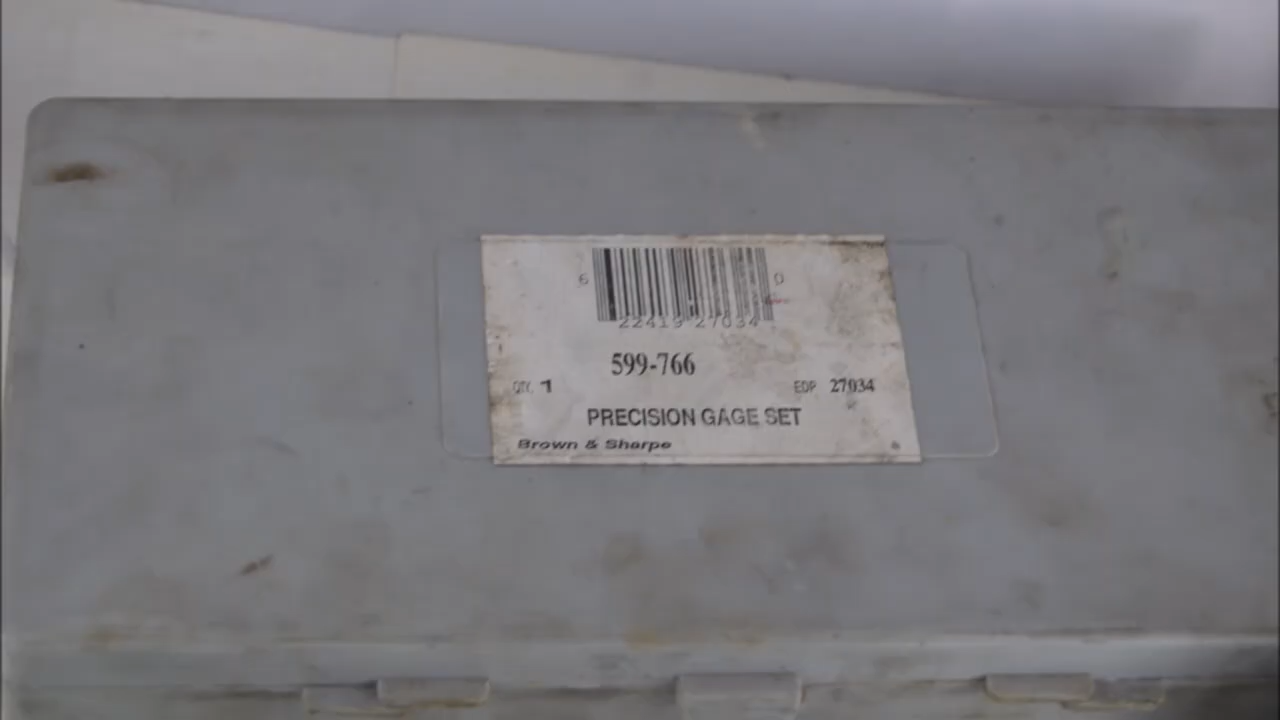 6 0
22419 27034
599-766
QTY. 1 EDP 27034
PRECISION GAGE SET
Brown & Sharpe